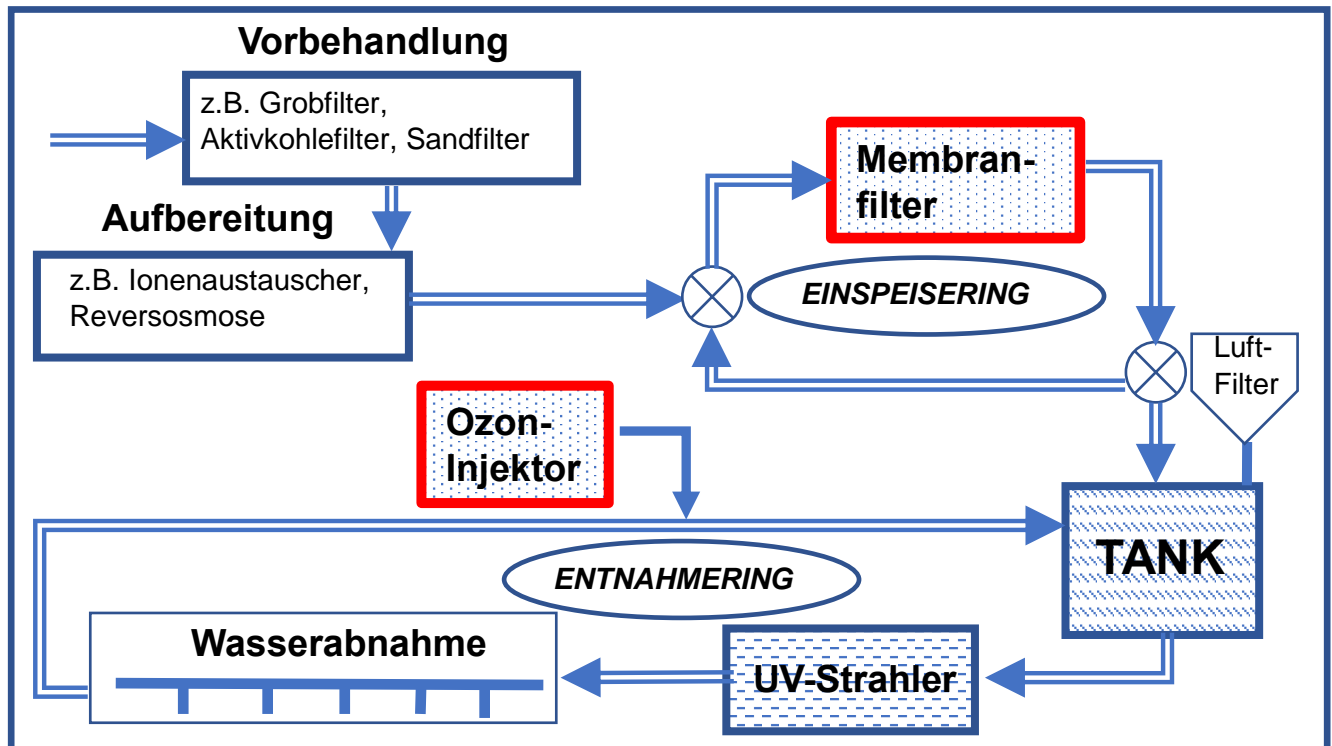 Vorbehandlung
z.B. Grobfilter,
Aktivkohlefilter, Sandfilter
Aufbereitung
z.B. Ionenaustauscher,
Reversosmose
Membran-
filter
EINSPEISERING
Luft-
Filter
Ozon-
Injektor
TANK
ENTNAHMERING
Wasserabnahme
UV-Strahler